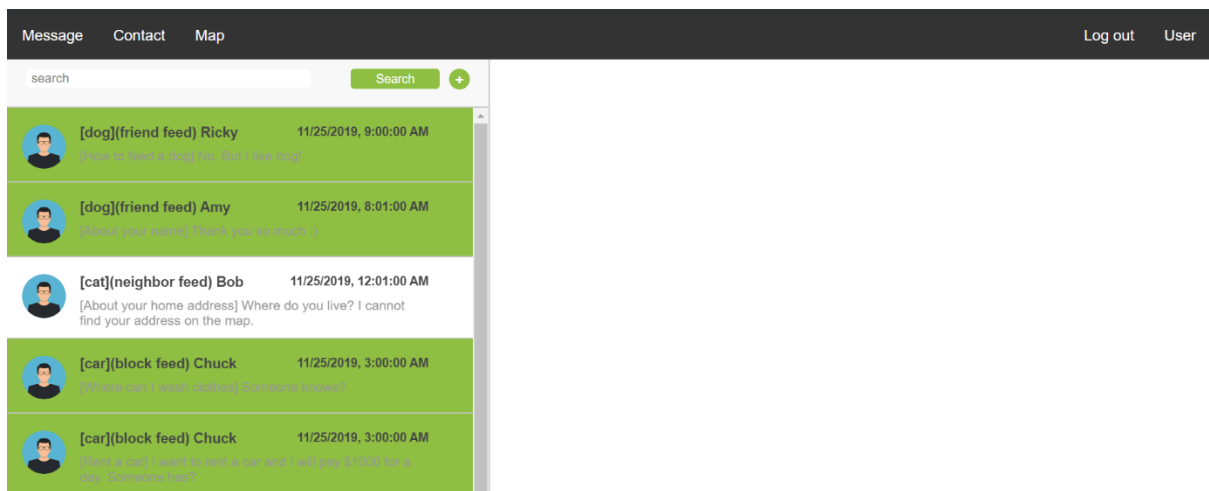 Message Contact Map Log out User
search Search +
[dog](friend feed) Ricky 11/25/2019, 9:00:00 AM
[How to feed a dog] No. But I like dog!
[dog](friend feed) Amy 11/25/2019, 8:01:00 AM
[About your name] Thank you so much :)
[cat](neighbor feed) Bob 11/25/2019, 12:01:00 AM
[About your home address] Where do you live? I cannot
find your address on the map.
[car](block feed) Chuck 11/25/2019, 3:00:00 AM
[Where can I wash clothes] Someone knows?
[car](block feed) Chuck 11/25/2019, 3:00:00 AM
[Rent a car] I want to rent a car and I will pay $1000 for a
day. Someone has?